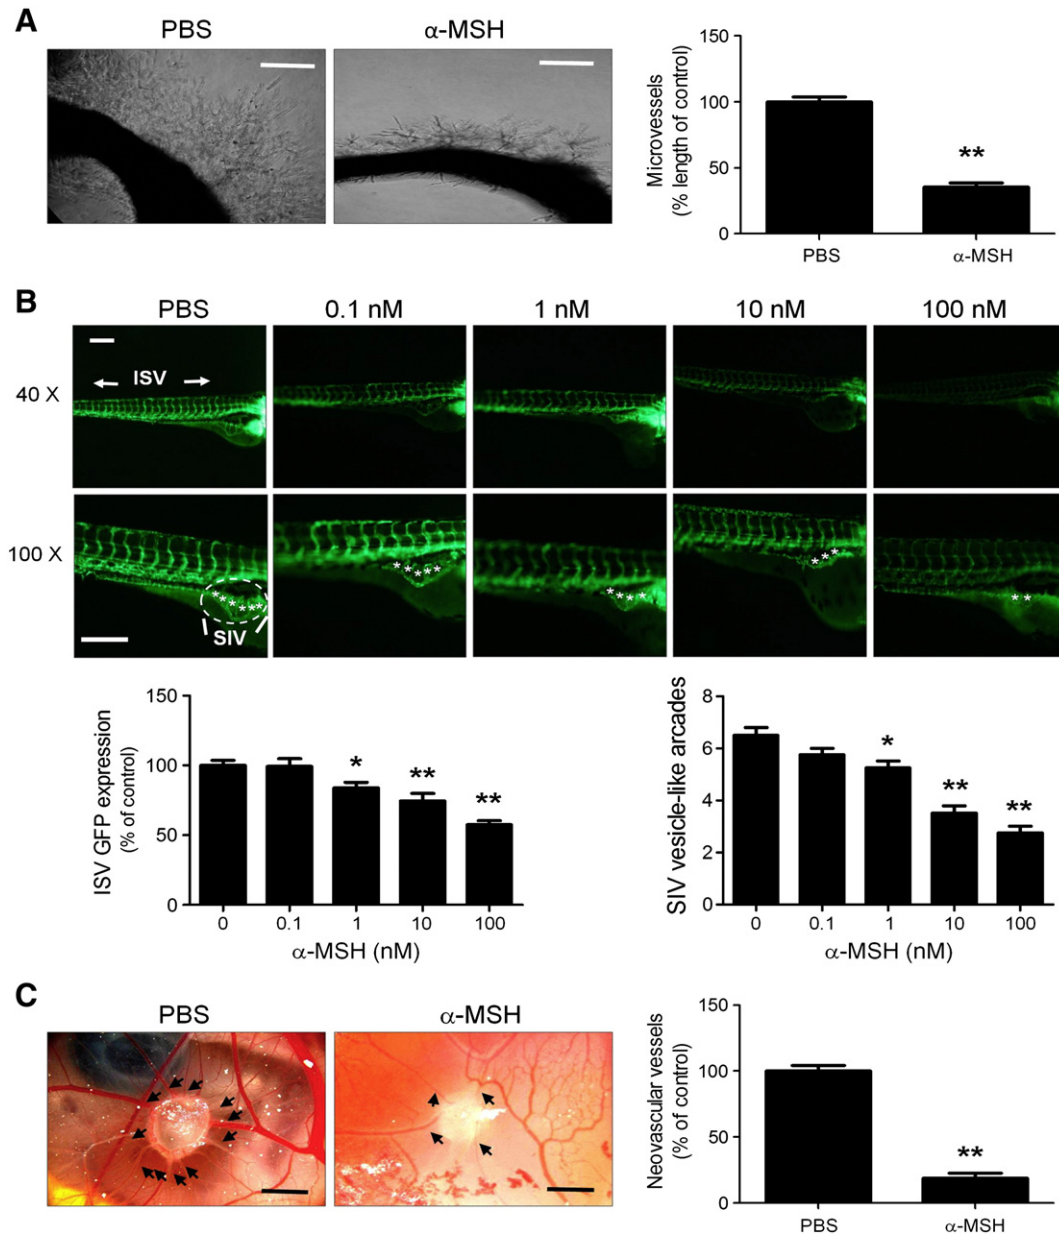 A
PBS
α-MSH
Microvessels
(% length of control)
150
100
50
0
**
PBS
α-MSH
B
PBS
0.1 nM
1 nM
10 nM
100 nM
40 X
ISV
100 X
SIV
*****
*****
****
***
**
ISV GFP expression
(% of control)
150
100
50
0
*
**
**
0
0.1
1
10
100
α-MSH (nM)
SIV vesicle-like arcades
8
6
4
2
0
*
**
**
0
0.1
1
10
100
α-MSH (nM)
C
PBS
α-MSH
Neovascular vessels
(% of control)
150
100
50
0
**
PBS
α-MSH